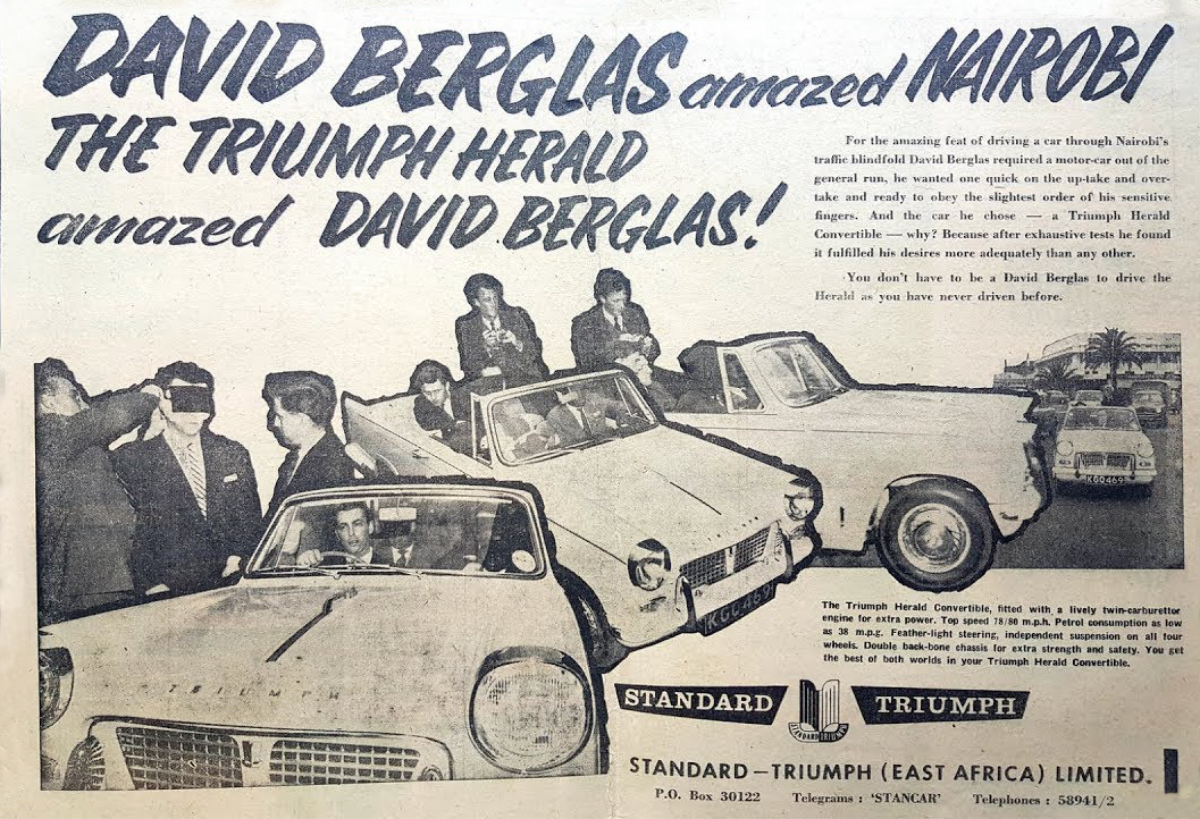 DAVID BERGLAS amazed NAIROBI
THE TRIUMPH HERALD
amazed DAVID BERGLAS!
For the amazing feat of driving a car through Nairobi's
traffic blindfold David Berglas required a motor-car out of the
general run, he wanted one quick on the up-take and over-
take and ready to obey the slightest order of his sensitive
fingers. And the car he chose — a Triumph Herald
Convertible — why? Because after exhaustive tests he found
it fulfilled his desires more adequately than any other.
You don't have to be a David Berglas to drive the
Herald as you have never driven before.
KGG469
KGG469
TRIUMPH
The Triumph Herald Convertible, fitted with a lively twin-carburettor
engine for extra power. Top speed 78/80 m.p.h. Petrol consumption as low
as 38 m.p.g. Feather-light steering, independent suspension on all four
wheels. Double back-bone chassis for extra strength and safety. You get
the best of both worlds in your Triumph Herald Convertible.
STANDARD TRIUMPH
STANDARD TRIUMPH
STANDARD-TRIUMPH (EAST AFRICA) LIMITED.
P.O. Box 30122 Telegrams : 'STANCAR' Telephones : 58941/2